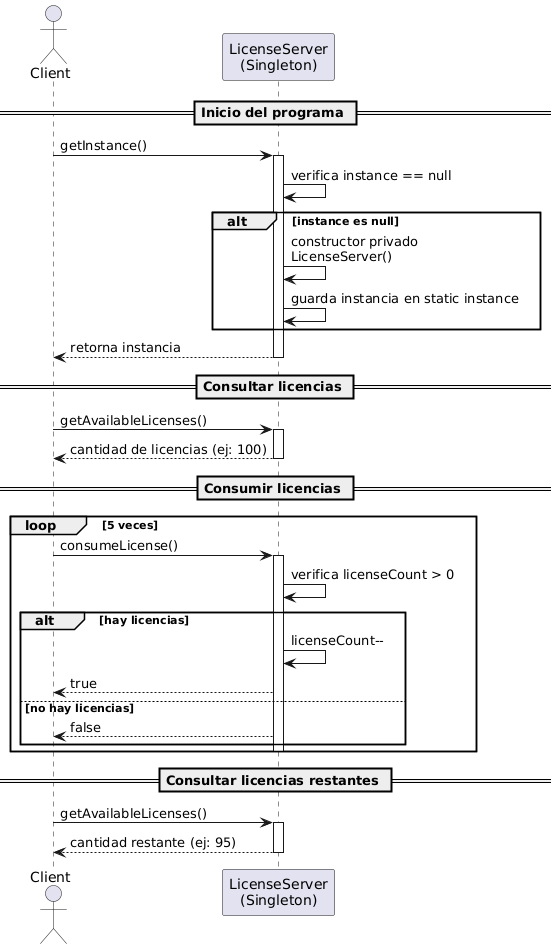 Client
LicenseServer
(Singleton)
Inicio del programa
getInstance()
verifica instance == null
alt [instance es null]
constructor privado
LicenseServer()
guarda instancia en static instance
retorna instancia
Consultar licencias
getAvailableLicenses()
cantidad de licencias (ej: 100)
Consumir licencias
loop [5 veces]
consumeLicense()
verifica licenseCount > 0
alt [hay licencias]
licenseCount--
true
[no hay licencias]
false
Consultar licencias restantes
getAvailableLicenses()
cantidad restante (ej: 95)
Client
LicenseServer
(Singleton)